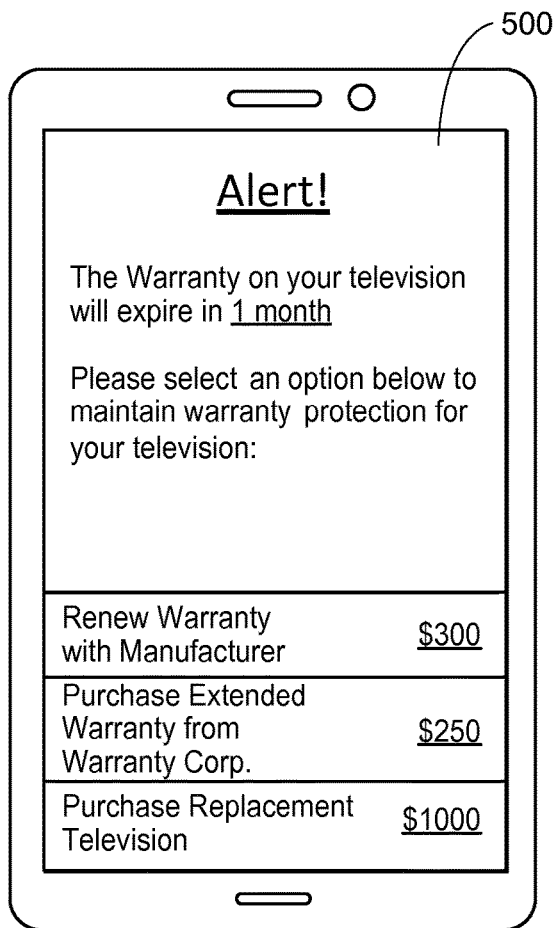 500
Alert!
The Warranty on your television
will expire in 1 month
Please select an option below to
maintain warranty protection for
your television:
Renew Warranty
with Manufacturer
$300
Purchase Extended
Warranty from
Warranty Corp.
$250
Purchase Replacement
Television
$1000